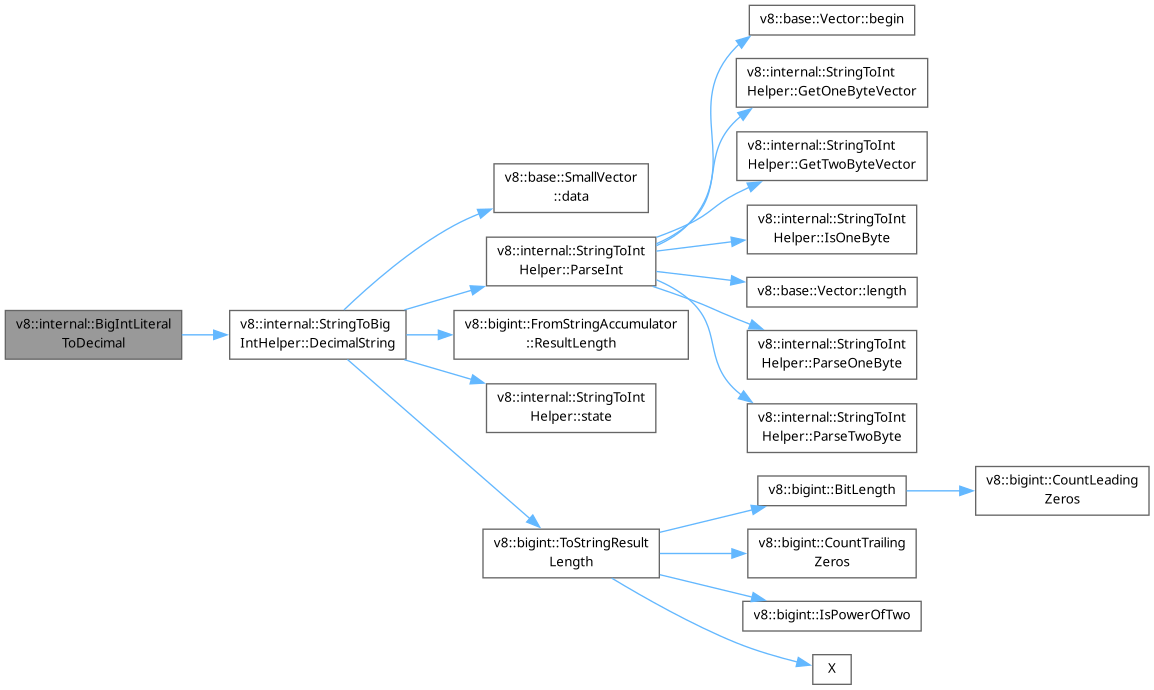 v8::internal::BigIntLiteral
ToDecimal
v8::internal::StringToBig
IntHelper::DecimalString
v8::base::SmallVector
::data
v8::internal::StringToInt
Helper::ParseInt
v8::bigint::FromStringAccumulator
::ResultLength
v8::internal::StringToInt
Helper::state
v8::bigint::ToStringResult
Length
v8::base::Vector::begin
v8::internal::StringToInt
Helper::GetOneByteVector
v8::internal::StringToInt
Helper::GetTwoByteVector
v8::internal::StringToInt
Helper::IsOneByte
v8::base::Vector::length
v8::internal::StringToInt
Helper::ParseOneByte
v8::internal::StringToInt
Helper::ParseTwoByte
v8::bigint::BitLength
v8::bigint::CountTrailing
Zeros
v8::bigint::IsPowerOfTwo
X
v8::bigint::CountLeading
Zeros